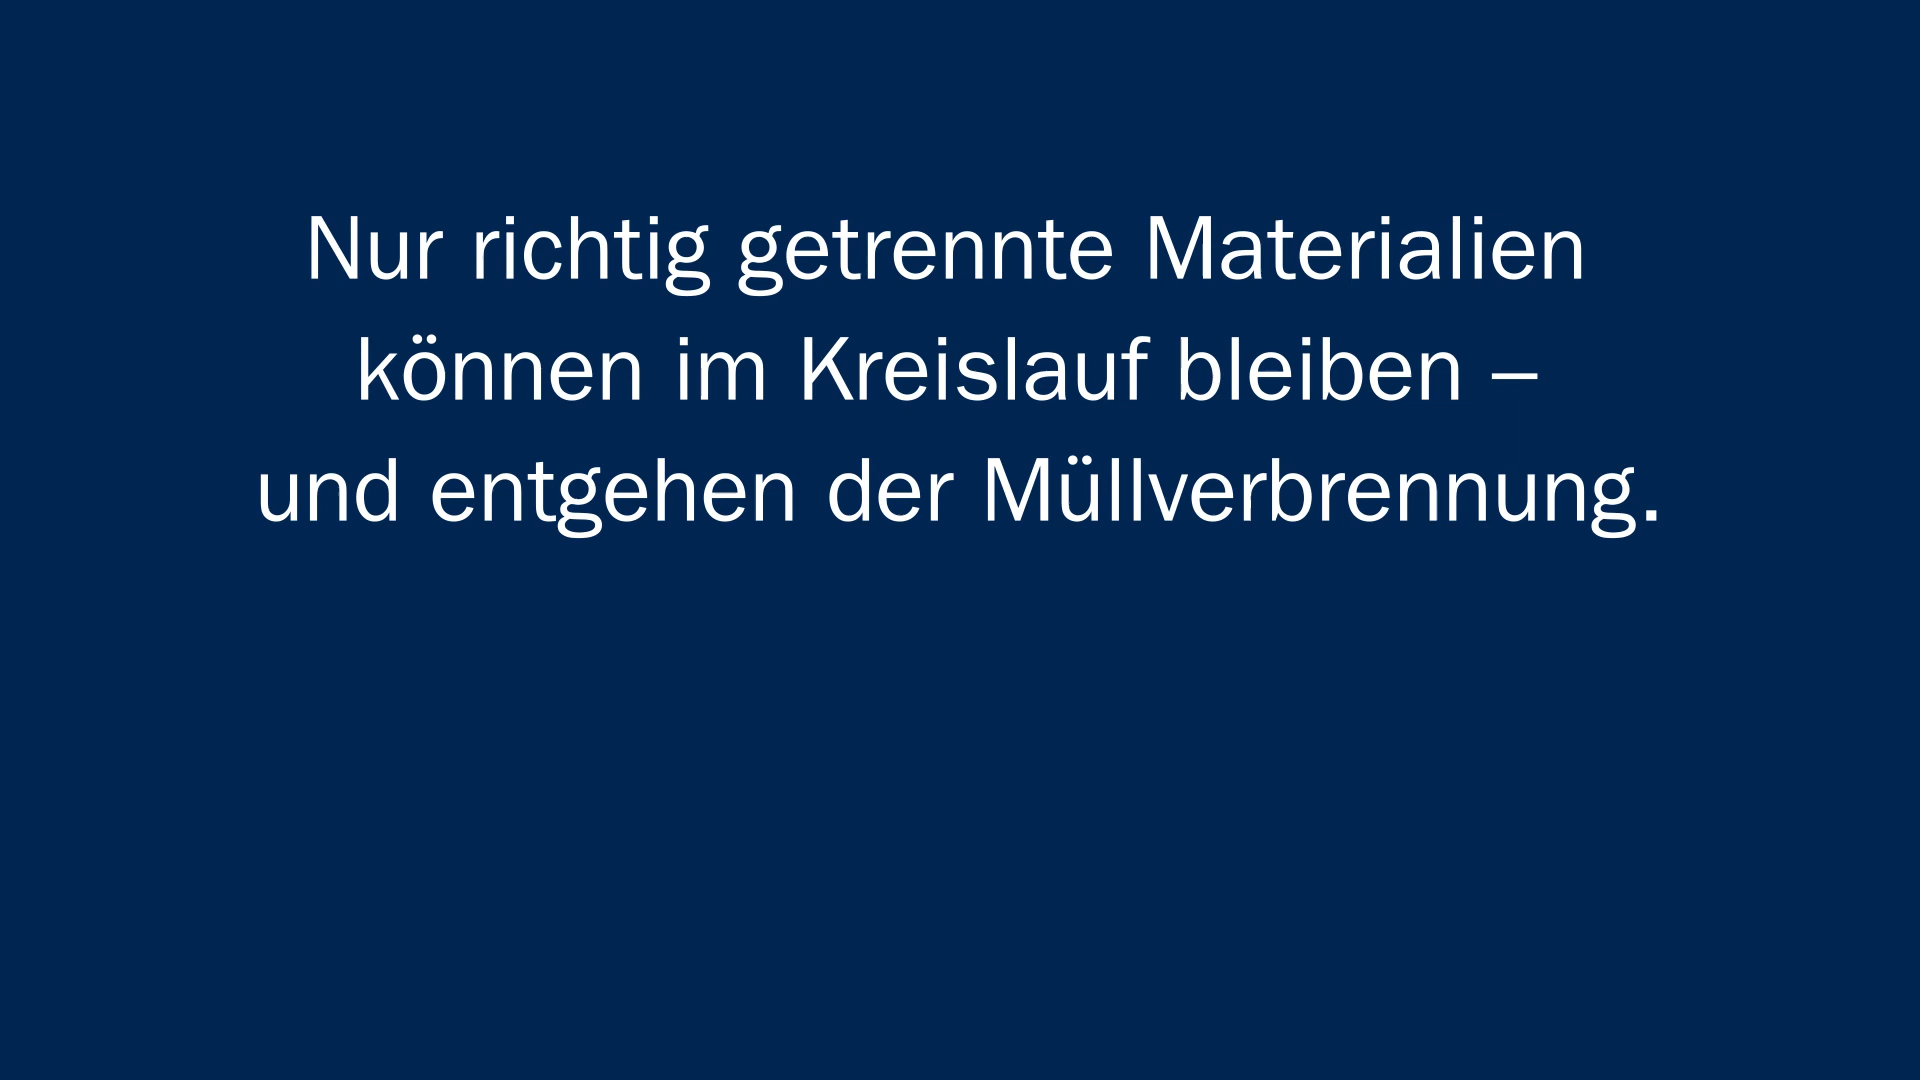 Nur richtig getrennte Materialien
können im Kreislauf bleiben –
und entgehen der Müllverbrennung.